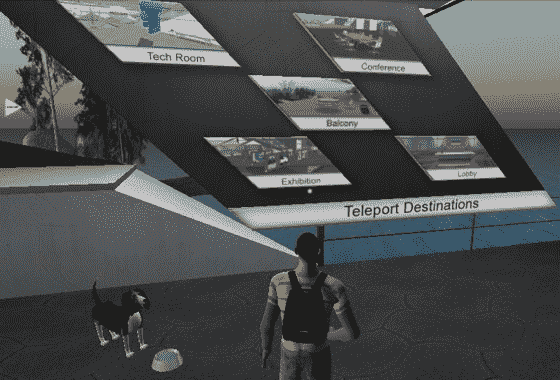 Tech Room
Conference
Balcony
Exhibition
Lobby
Teleport Destinations